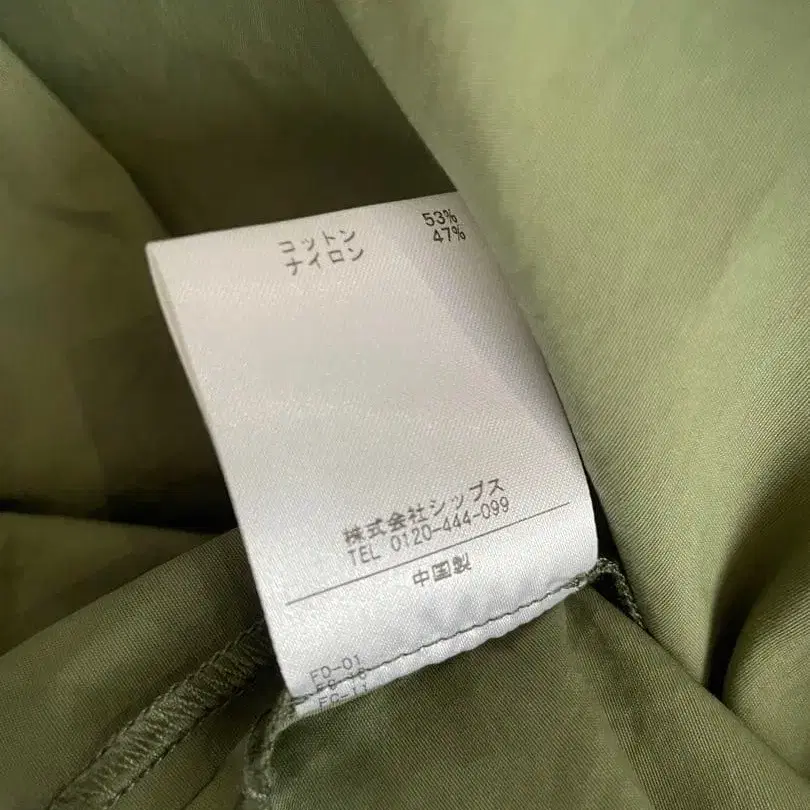 コットン 53%
ナイロン 47%
株式会社シップス
TEL 0120-444-099
中国製
FD-01